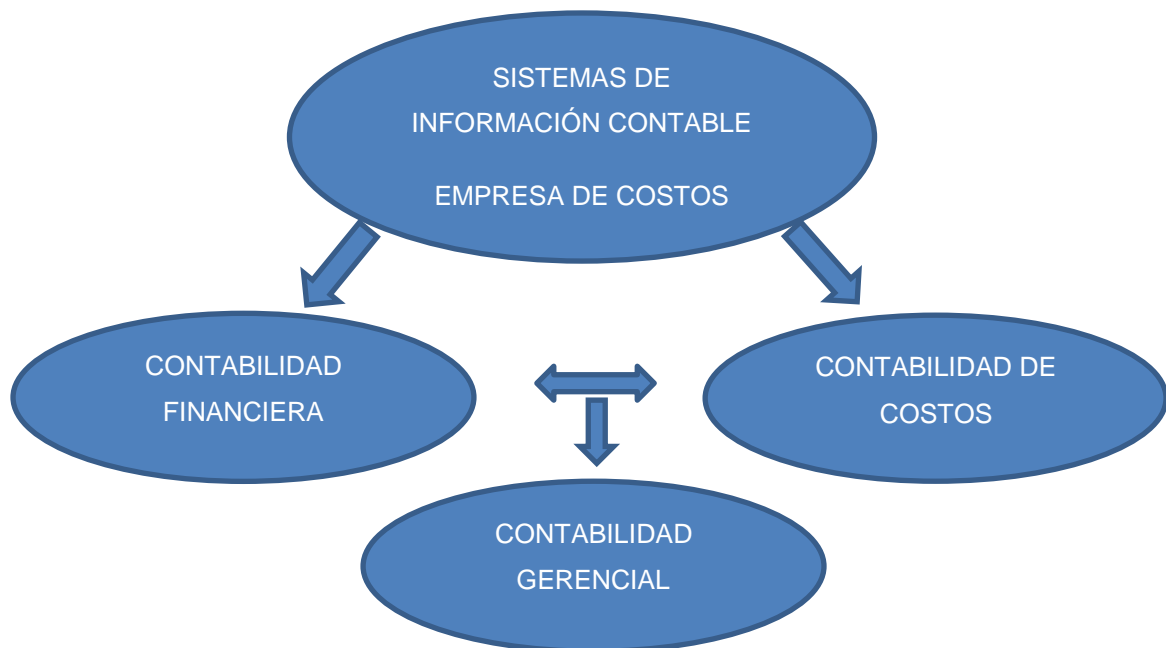 SISTEMAS DE
INFORMACIÓN CONTABLE
EMPRESA DE COSTOS
CONTABILIDAD
FINANCIERA
CONTABILIDAD DE
COSTOS
CONTABILIDAD
GERENCIAL